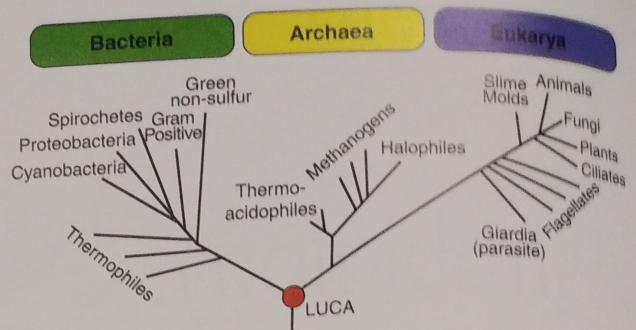 Bacteria
Archaea
Eukarya
Green
non-sulfur
Spirochetes
Gram
Positive
Proteobacteria
Cyanobacteria
Thermophiles
Methanogens
Halophiles
Thermo-
acidophiles
Slime
Molds
Animals
Fungi
Plants
Ciliates
Flagellates
Giardia
(parasite)
LUCA